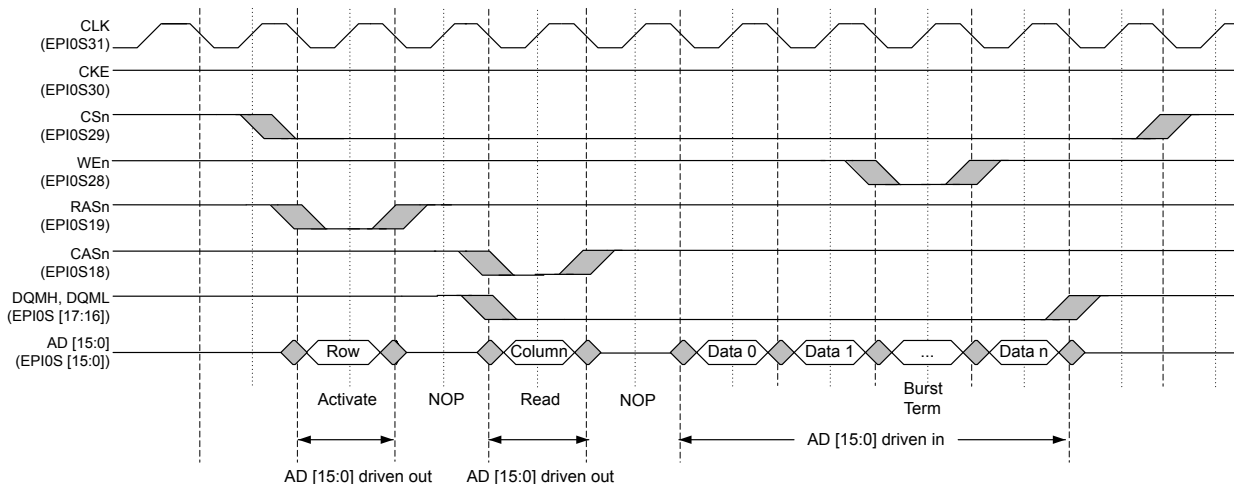 CLK
(EPI0S31)
CKE
(EPI0S30)
CSn
(EPI0S29)
WEn
(EPI0S28)
RASn
(EPI0S19)
CASn
(EPI0S18)
DQMH, DQML
(EPI0S [17:16])
AD [15:0]
(EPI0S [15:0])
Row
Column
Data 0
Data 1
...
Data n
Activate
NOP
Read
NOP
Burst
Term
AD [15:0] driven in
AD [15:0] driven out
AD [15:0] driven out